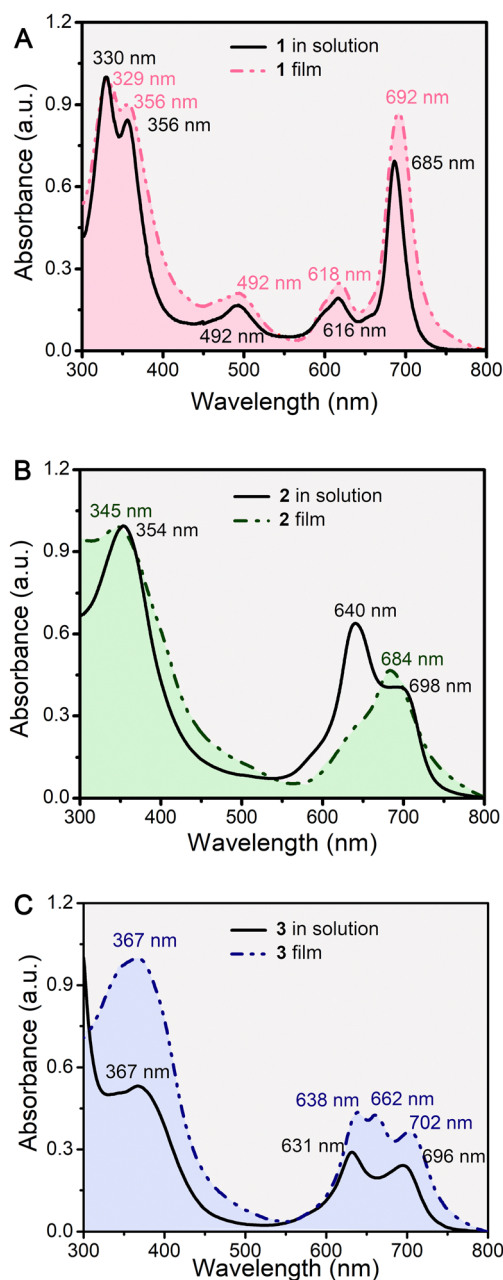 A
1 in solution
1 film
330 nm
329 nm
356 nm
356 nm
692 nm
685 nm
492 nm
618 nm
492 nm
616 nm
Absorbance (a.u.)
1.2
0.9
0.6
0.3
0.0
300 400 500 600 700 800
Wavelength (nm)
B
2 in solution
2 film
345 nm
354 nm
640 nm
684 nm
698 nm
Absorbance (a.u.)
1.2
0.9
0.6
0.3
0.0
300 400 500 600 700 800
Wavelength (nm)
C
3 in solution
3 film
367 nm
367 nm
638 nm
662 nm
702 nm
631 nm
696 nm
Absorbance (a.u.)
1.2
0.9
0.6
0.3
0.0
300 400 500 600 700 800
Wavelength (nm)